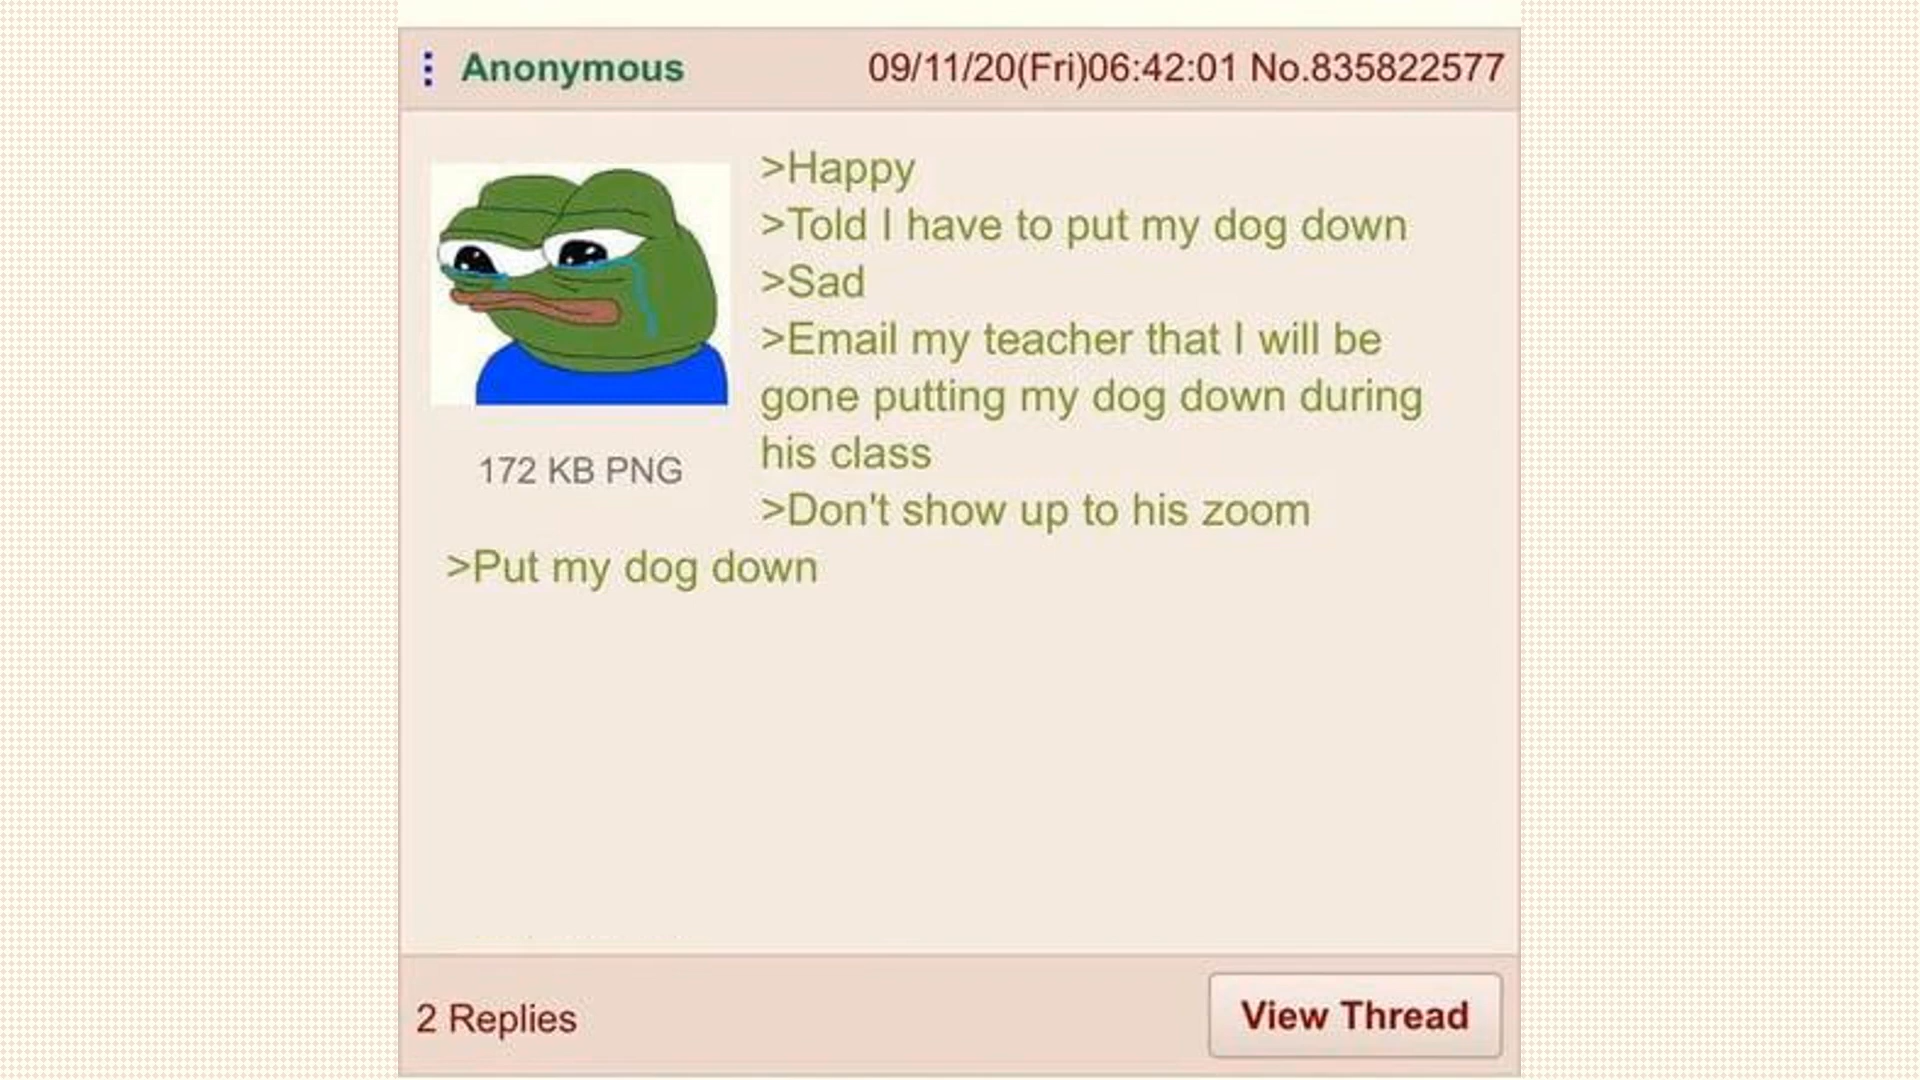 Anonymous 09/11/20(Fri)06:42:01 No.835822577
>Happy
>Told I have to put my dog down
>Sad
>Email my teacher that I will be
gone putting my dog down during
his class
>Don't show up to his zoom
>Put my dog down
172 KB PNG
2 Replies
View Thread